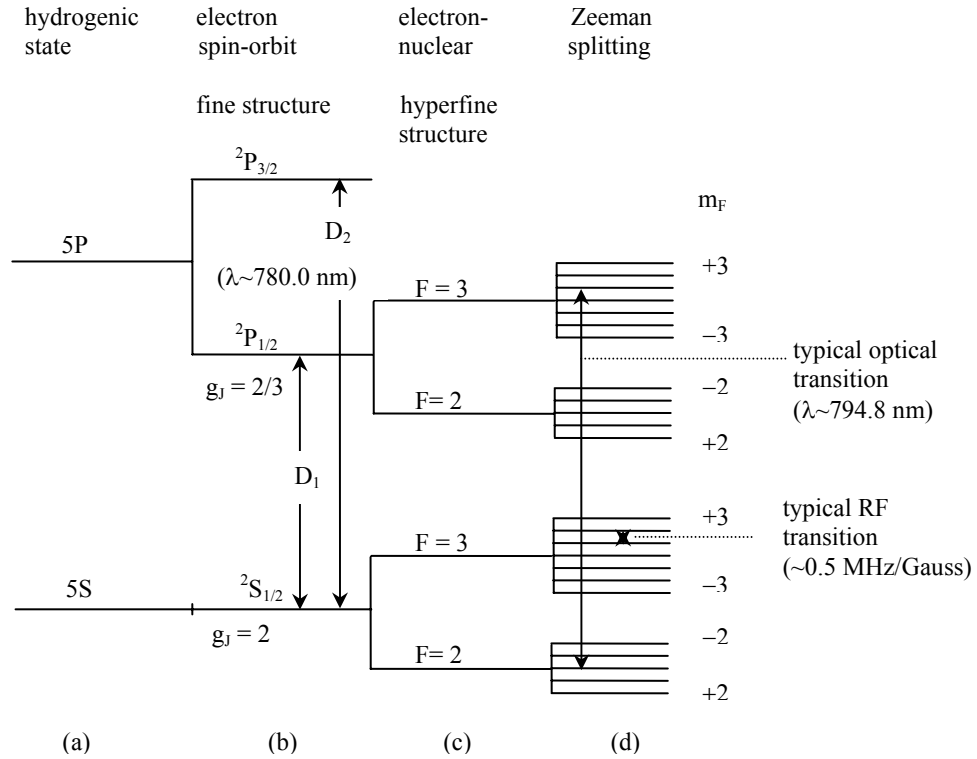 hydrogenic
state
electron
spin-orbit
fine structure
electron-
nuclear
hyperfine
structure
Zeeman
splitting
²P₃/₂
m_F
D₂
5P
(λ~780.0 nm)
+3
F = 3
²P₁/₂
−3
typical optical
transition
(λ~794.8 nm)
g_J = 2/3
F= 2
−2
+2
D₁
+3
typical RF
transition
(~0.5 MHz/Gauss)
F = 3
5S
²S₁/₂
−3
g_J = 2
F= 2
−2
+2
(a)
(b)
(c)
(d)